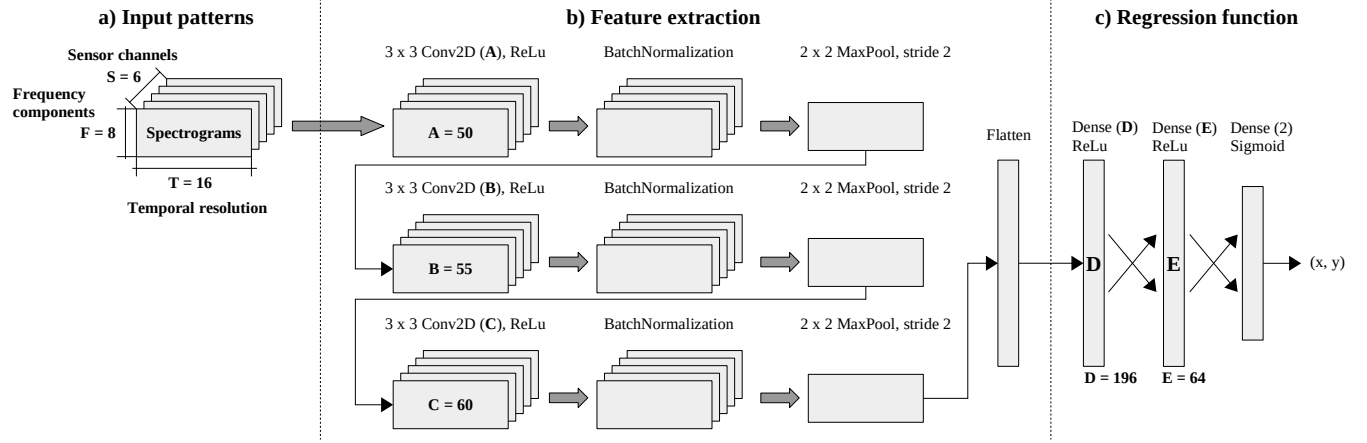 a) Input patterns
Sensor channels
S = 6
Frequency
components
F = 8
Spectrograms
T = 16
Temporal resolution
b) Feature extraction
3 x 3 Conv2D (A), ReLu
BatchNormalization
2 x 2 MaxPool, stride 2
A = 50
3 x 3 Conv2D (B), ReLu
BatchNormalization
2 x 2 MaxPool, stride 2
B = 55
3 x 3 Conv2D (C), ReLu
BatchNormalization
2 x 2 MaxPool, stride 2
C = 60
Flatten
c) Regression function
Dense (D)
ReLu
Dense (E)
ReLu
Dense (2)
Sigmoid
D
E
(x, y)
D = 196
E = 64